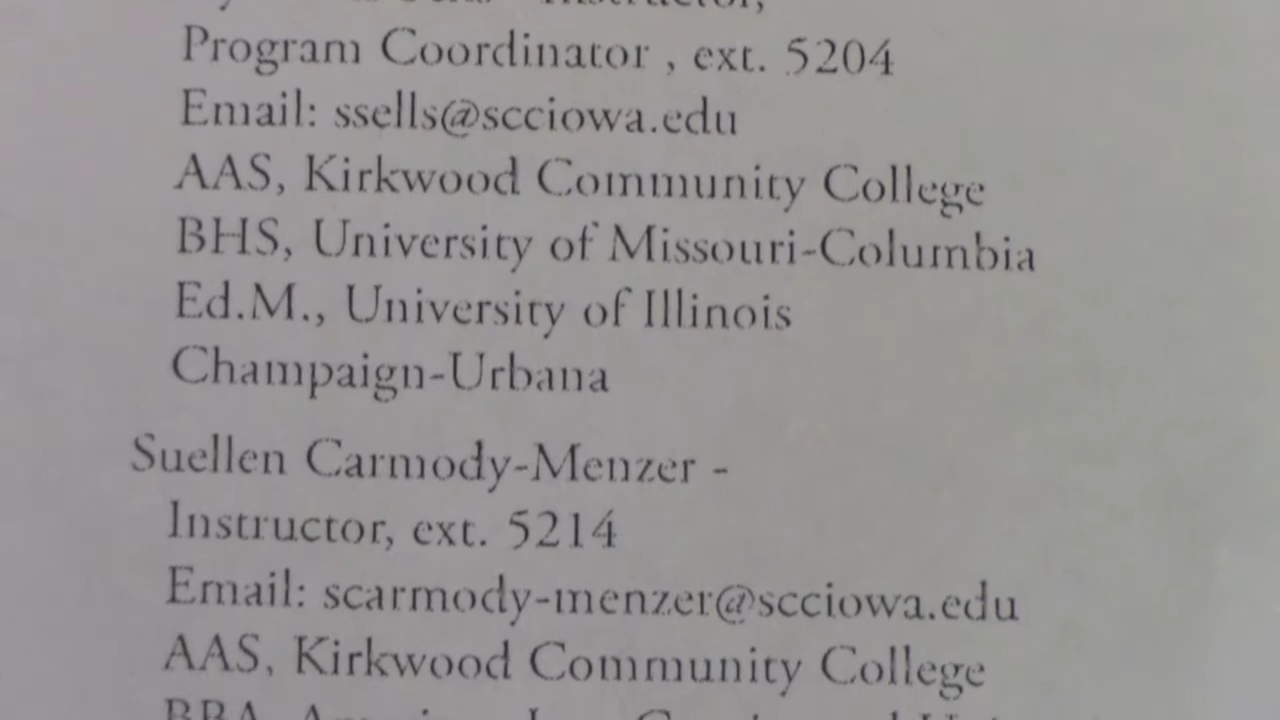 Program Coordinator , ext. 5204
Email: ssells@scciowa.edu
AAS, Kirkwood Community College
BHS, University of Missouri-Columbia
Ed.M., University of Illinois
Champaign-Urbana
Suellen Carmody-Menzer -
Instructor, ext. 5214
Email: scarmody-menzer@scciowa.edu
AAS, Kirkwood Community College